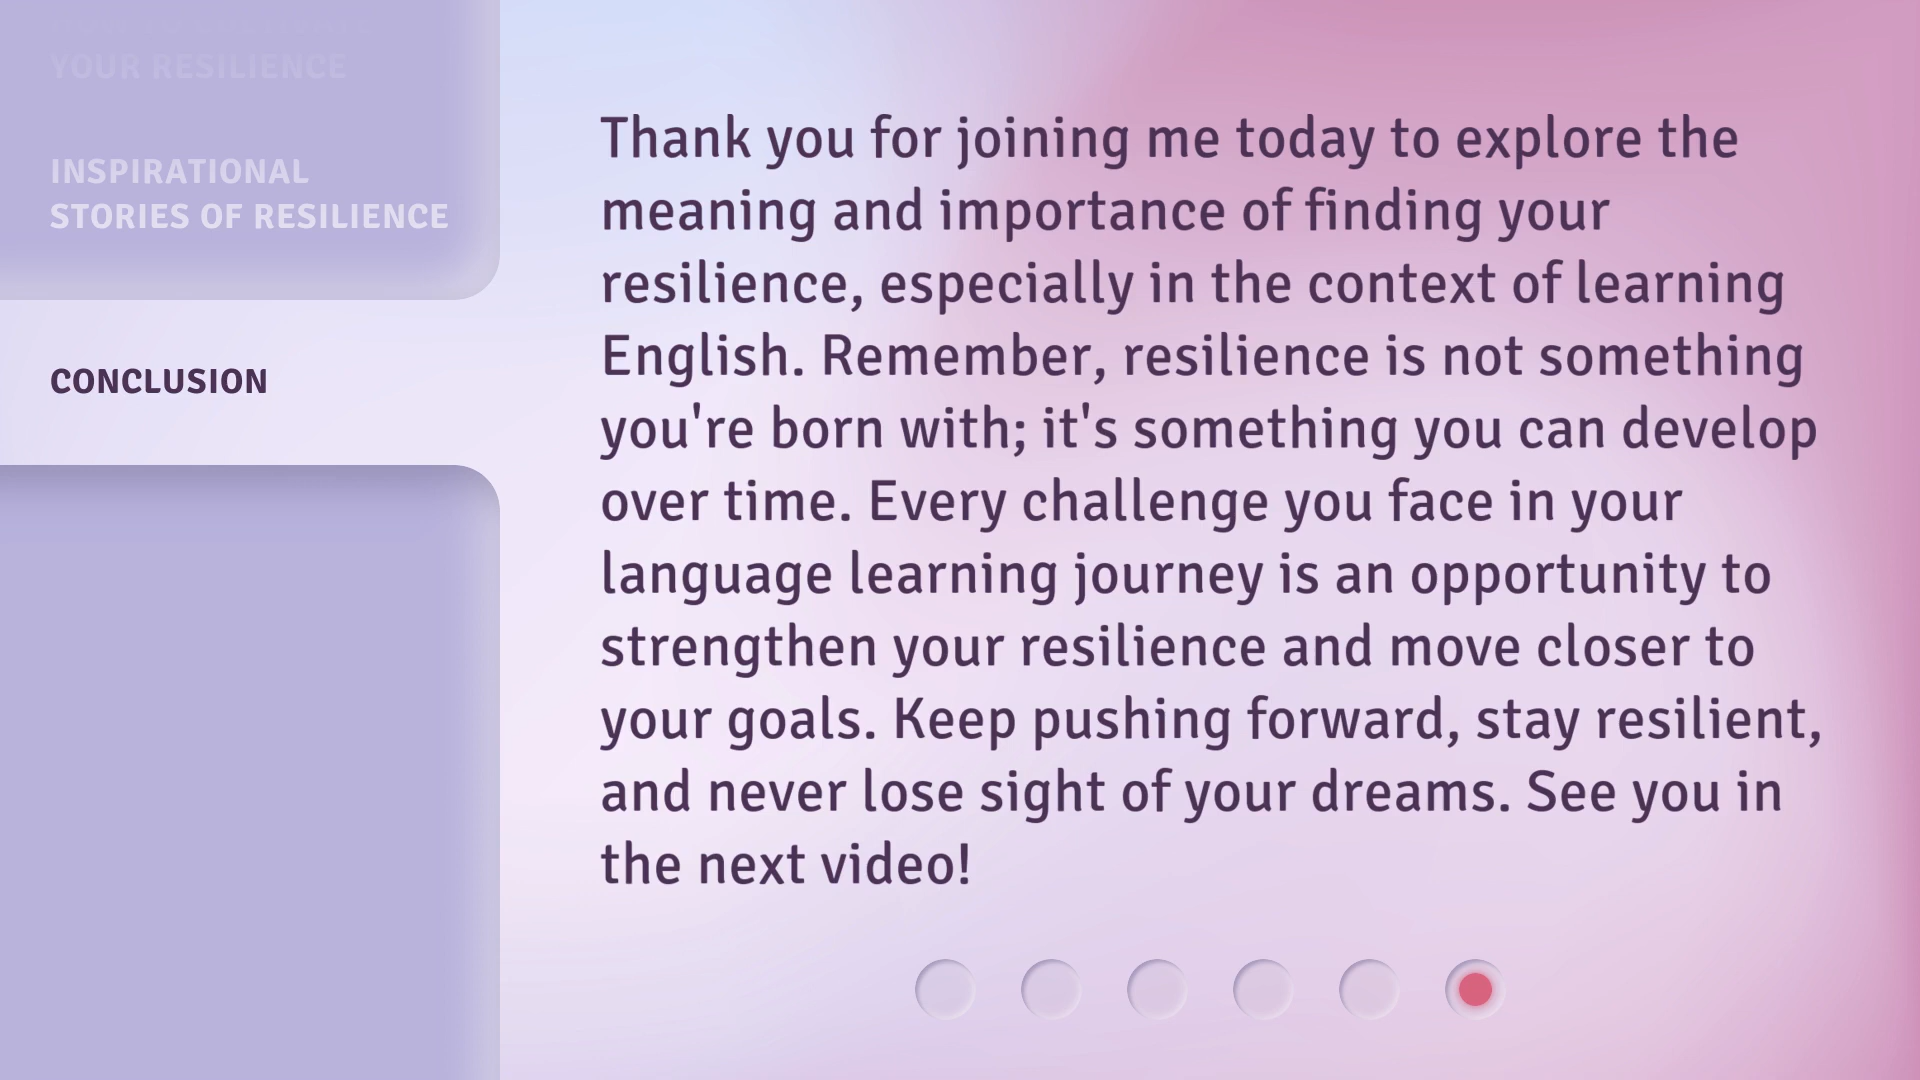 YOUR RESILIENCE
INSPIRATIONAL
STORIES OF RESILIENCE
CONCLUSION
Thank you for joining me today to explore the
meaning and importance of finding your
resilience, especially in the context of learning
English. Remember, resilience is not something
you're born with; it's something you can develop
over time. Every challenge you face in your
language learning journey is an opportunity to
strengthen your resilience and move closer to
your goals. Keep pushing forward, stay resilient,
and never lose sight of your dreams. See you in
the next video!